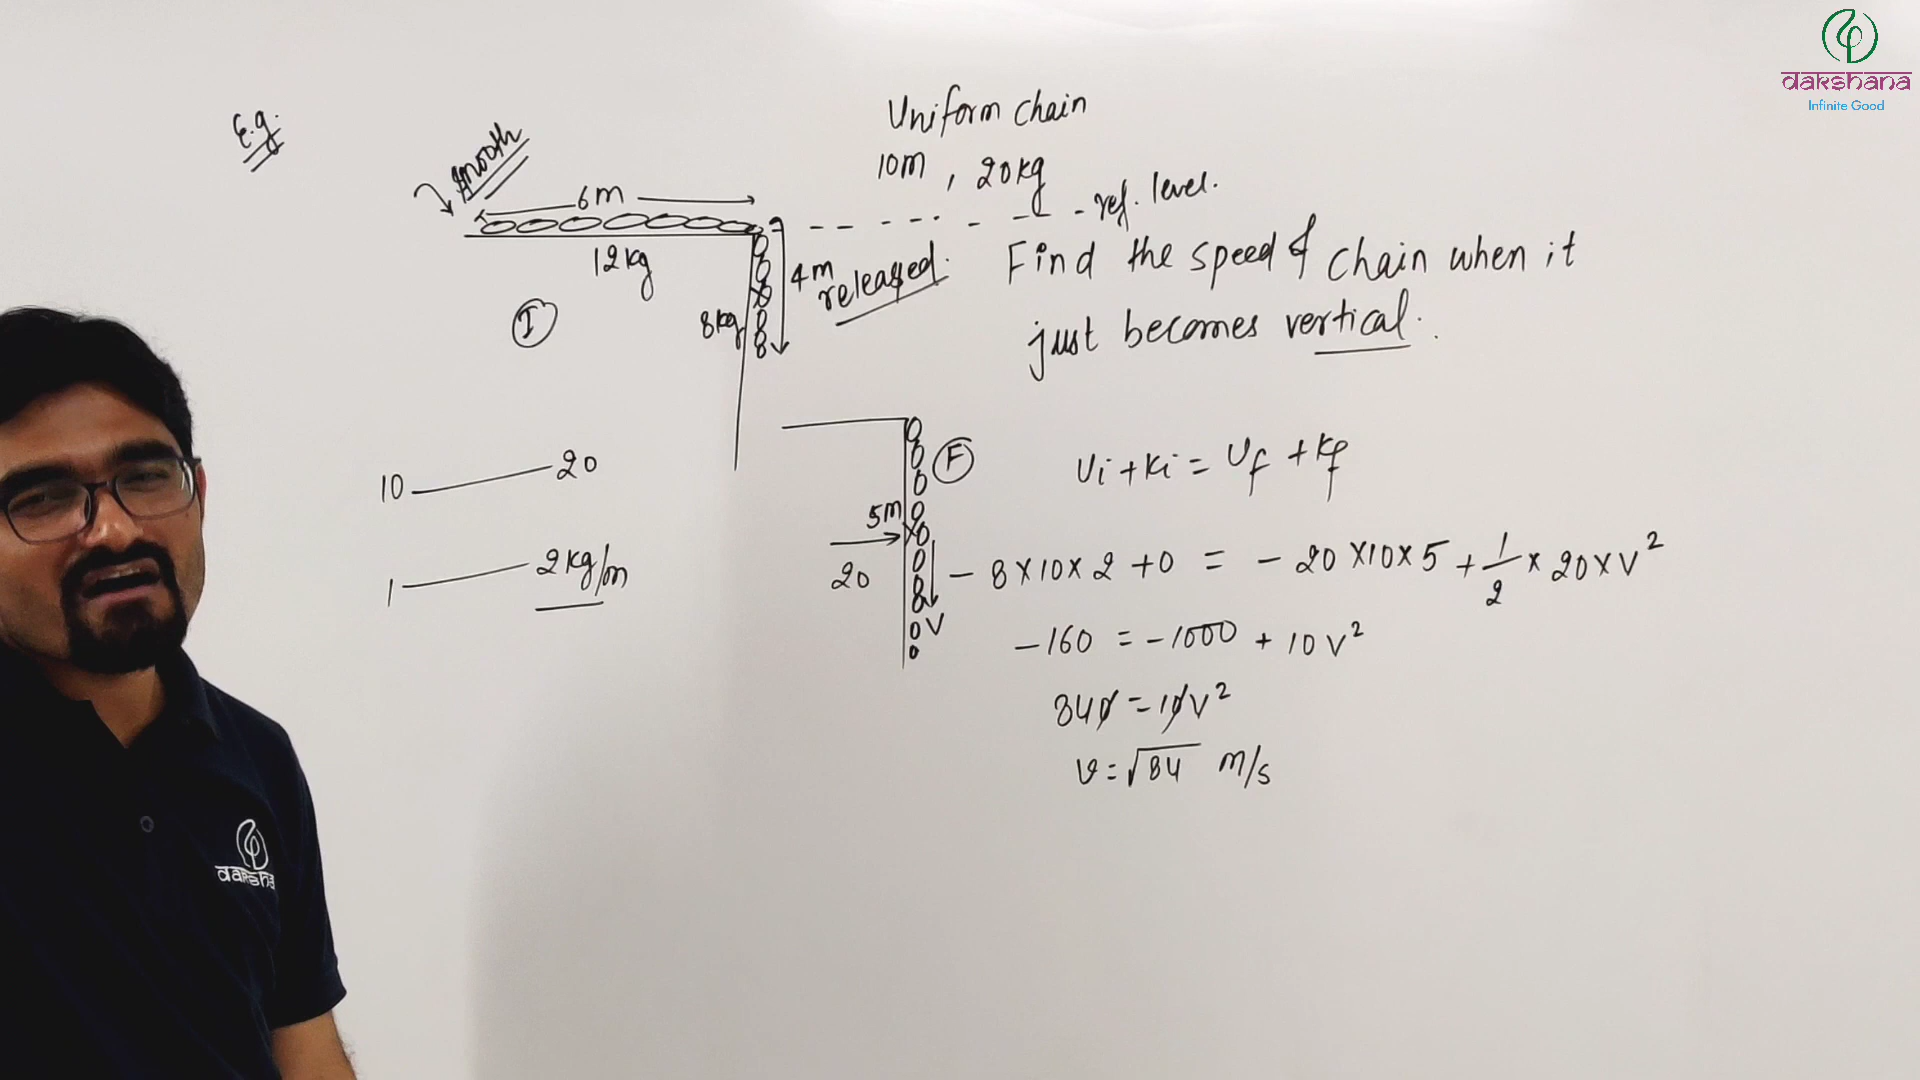 dakshana
Infinite Good
E.g.
smooth
6m
12kg
I
8kg
4m
released.
Uniform chain
10m, 20kg
ref. level.
Find the speed of chain when it
just becomes vertical.
10 — 20
1 — 2kg/m
F
5m
20
V
Ui + Ki = Uf + Kf
- 8 × 10 × 2 + 0 = - 20 × 10 × 5 + 1/2 × 20 × V²
- 160 = - 1000 + 10 V²
840 = 10V²
v = √84 m/s